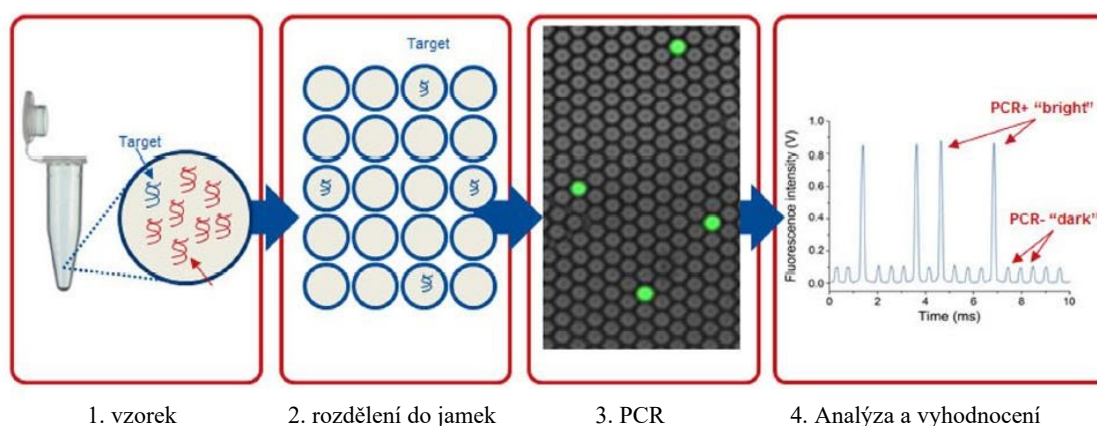 Target
Target
PCR+ “bright”
PCR- “dark”
Fluorescence intensity (V)
1.0
0.8
0.6
0.4
0.2
0.0
0 2 4 6 8 10
Time (ms)
1. vzorek 2. rozdělení do jamek 3. PCR 4. Analýza a vyhodnocení